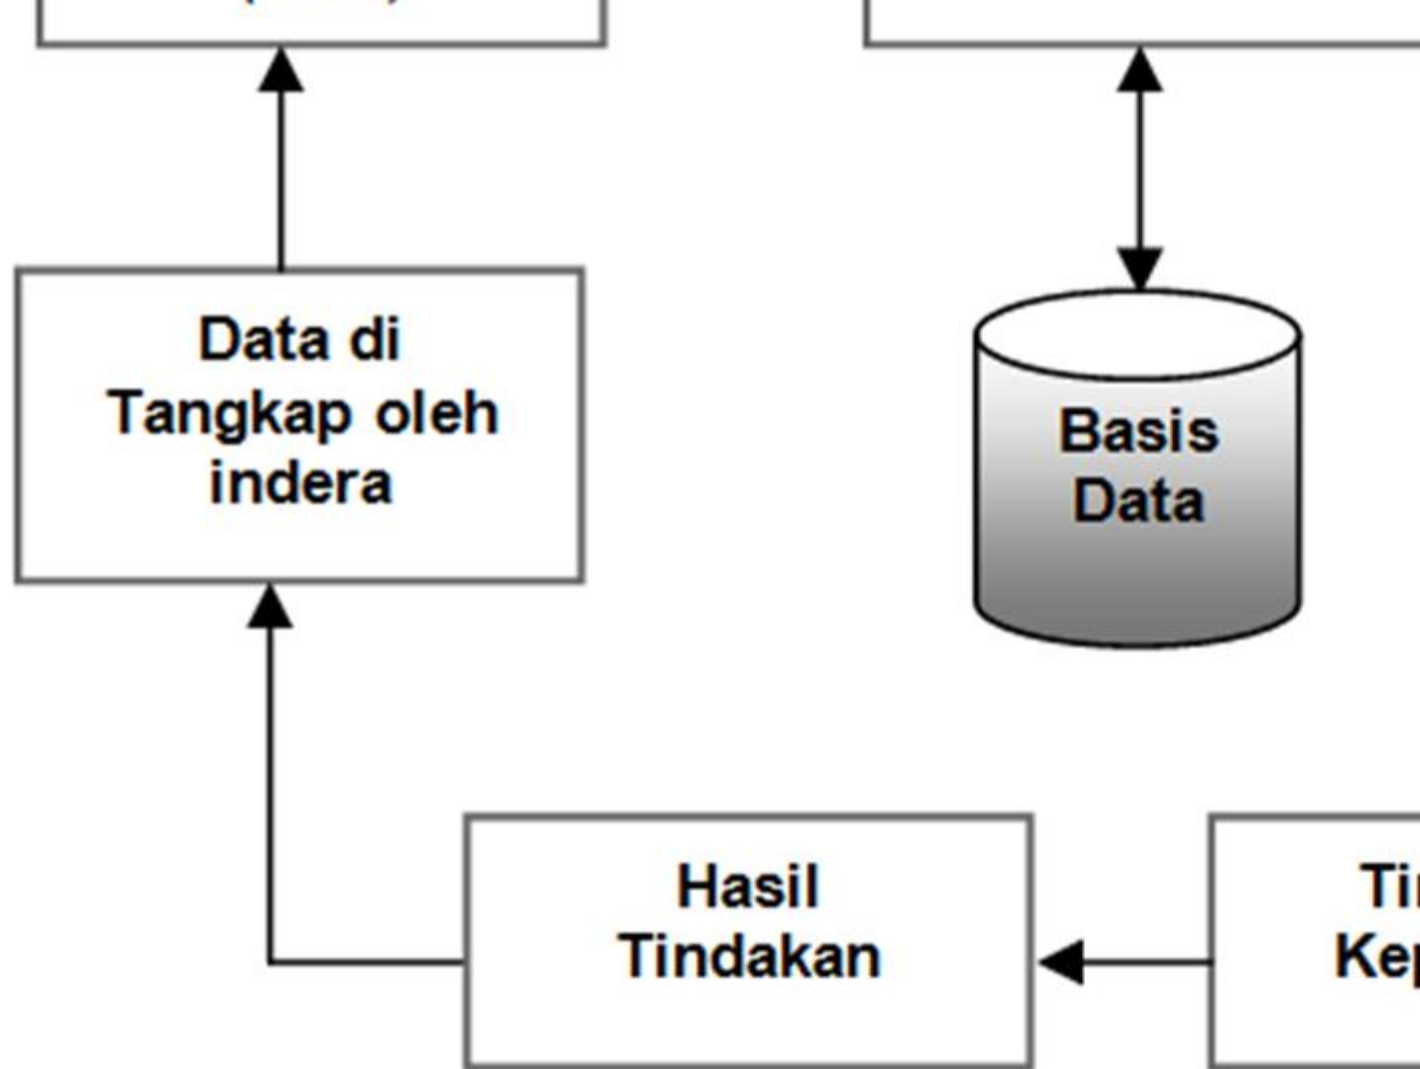 Data di
Tangkap oleh
indera
Basis
Data
Hasil
Tindakan